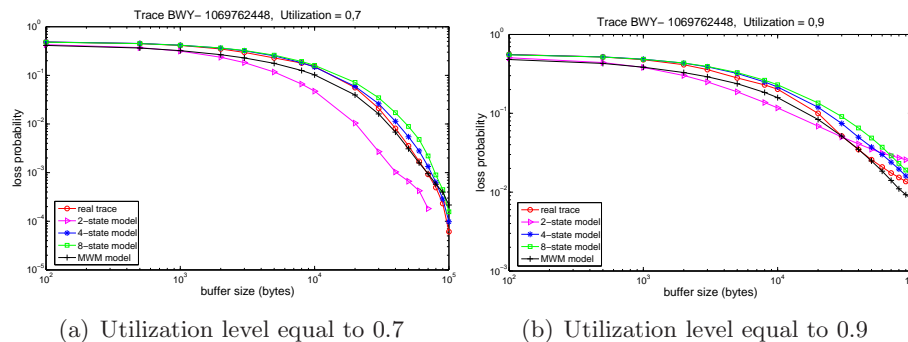 Trace BWY− 1069762448, Utilization = 0,7
10^0
10^−1
10^−2
10^−3
10^−4
10^−5
loss probability
real trace
2−state model
4−state model
8−state model
MWM model
10^2
10^3
10^4
10^5
buffer size (bytes)
(a) Utilization level equal to 0.7
Trace BWY− 1069762448, Utilization = 0,9
10^0
10^−1
10^−2
10^−3
loss probability
real trace
2−state model
4−state model
8−state model
MWM model
10^2
10^3
10^4
buffer size (bytes)
(b) Utilization level equal to 0.9